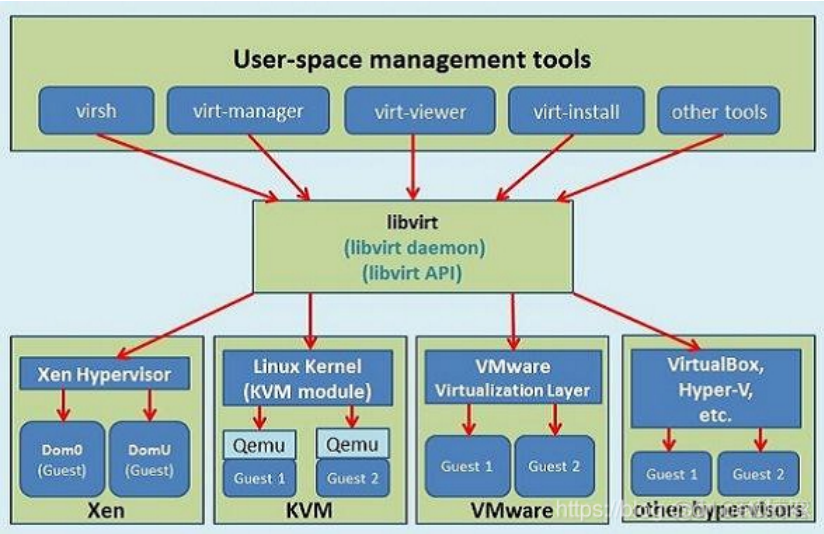 User-space management tools
virsh
virt-manager
virt-viewer
virt-install
other tools
libvirt
(libvirt daemon)
(libvirt API)
Xen Hypervisor
Dom0
(Guest)
DomU
(Guest)
Xen
Linux Kernel
(KVM module)
Qemu
Guest 1
Qemu
Guest 2
KVM
VMware
Virtualization Layer
Guest 1
Guest 2
VMware
VirtualBox,
Hyper-V,
etc.
Guest 1
Guest 2
other hypervisors